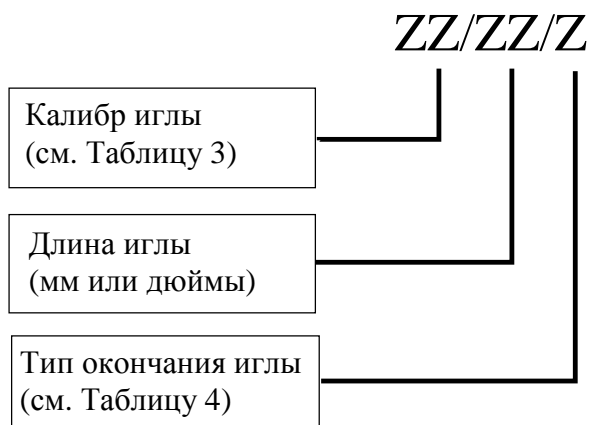 ZZ/ZZ/Z
Калибр иглы
(см. Таблицу 3)
Длина иглы
(мм или дюймы)
Тип окончания иглы
(см. Таблицу 4)